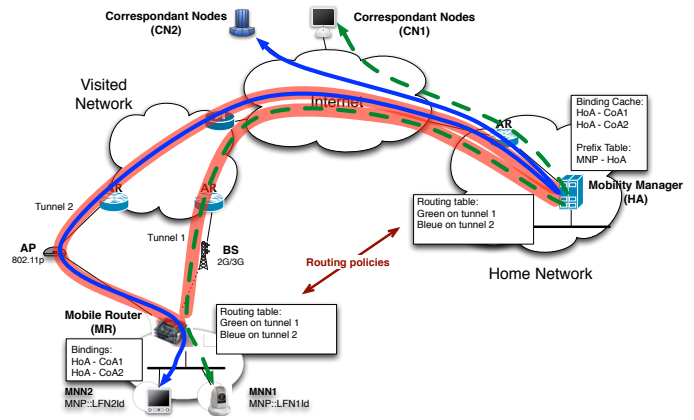 Correspondant Nodes
(CN2)
Correspondant Nodes
(CN1)
Visited
Network
Internet
Binding Cache:
HoA - CoA1
HoA - CoA2
Prefix Table:
MNP - HoA
AR
Mobility Manager
(HA)
Routing table:
Green on tunnel 1
Bleue on tunnel 2
AR
AR
Tunnel 2
Tunnel 1
AP
802.11p
BS
2G/3G
Routing policies
Home Network
Mobile Router
(MR)
Routing table:
Green on tunnel 1
Bleue on tunnel 2
Bindings:
HoA - CoA1
HoA - CoA2
MNN2
MNP::LFN2Id
MNN1
MNP::LFN1Id